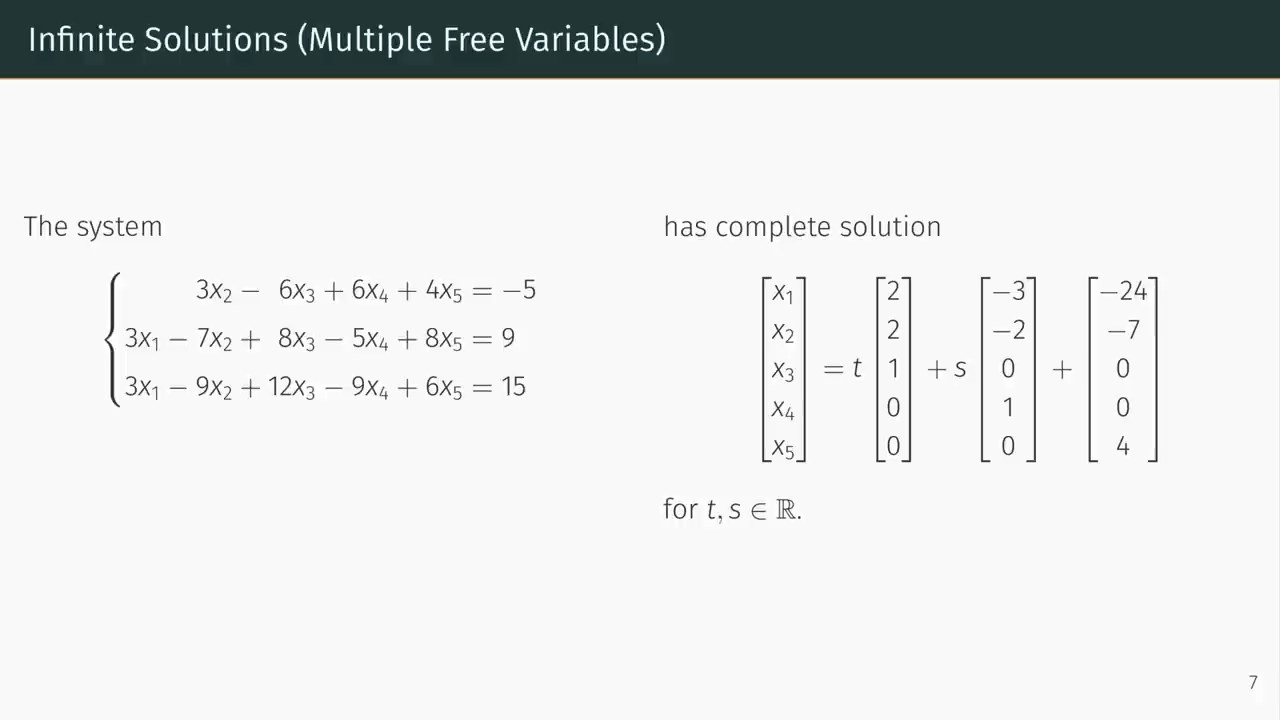 Infinite Solutions (Multiple Free Variables)
The system
3x₂ − 6x₃ + 6x₄ + 4x₅ = −5
3x₁ − 7x₂ + 8x₃ − 5x₄ + 8x₅ = 9
3x₁ − 9x₂ + 12x₃ − 9x₄ + 6x₅ = 15
has complete solution
[x₁ x₂ x₃ x₄ x₅] = t [2 2 1 0 0] + s [−3 −2 0 1 0] + [−24 −7 0 0 4]
for t, s ∈ ℝ.
7